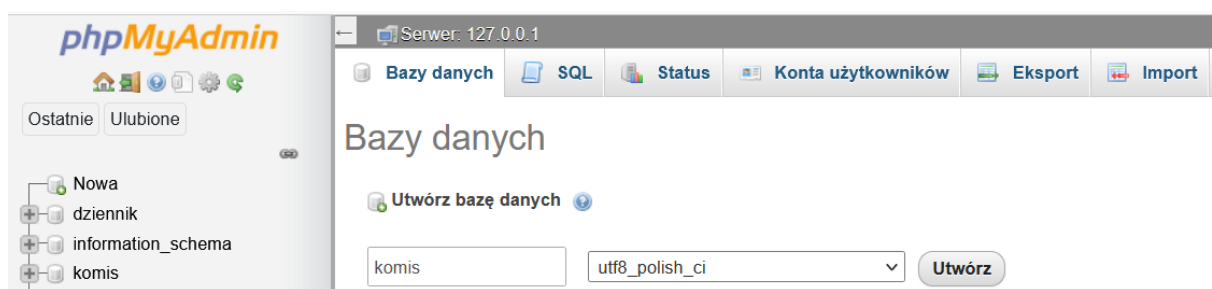 phpMyAdmin
Ostatnie Ulubione
Nowa
dziennik
information_schema
komis
← Serwer: 127.0.0.1
Bazy danych SQL Status Konta użytkowników Eksport Import
Bazy danych
Utwórz bazę danych
komis utf8_polish_ci Utwórz